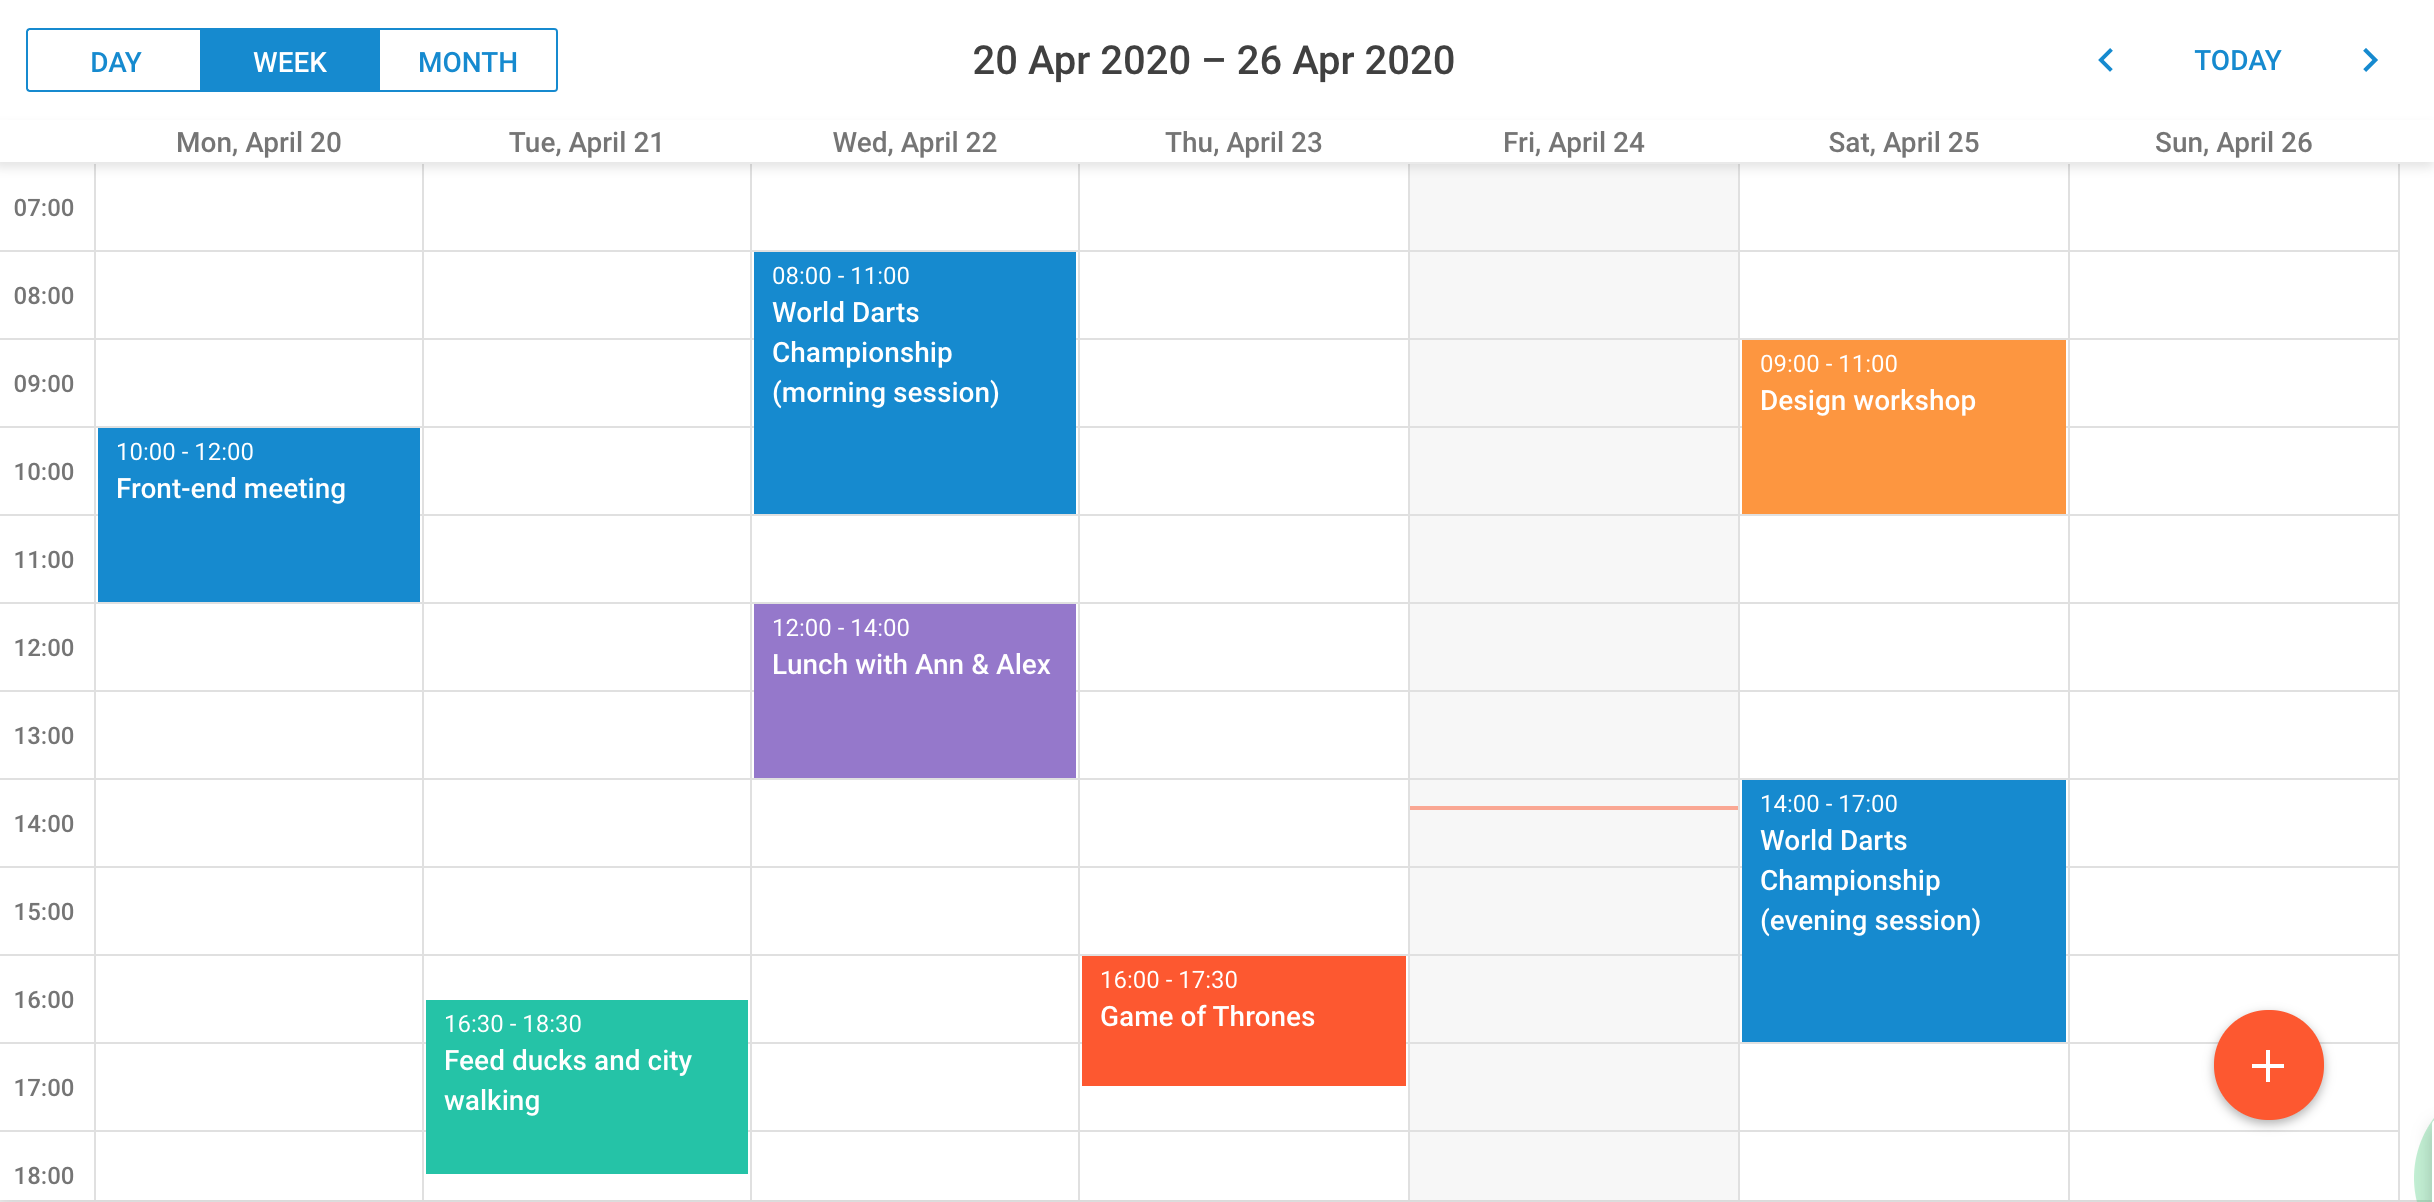 DAY WEEK MONTH 20 Apr 2020 – 26 Apr 2020 TODAY
Mon, April 20 Tue, April 21 Wed, April 22 Thu, April 23 Fri, April 24 Sat, April 25 Sun, April 26
07:00
08:00
09:00
10:00
11:00
12:00
13:00
14:00
15:00
16:00
17:00
18:00
10:00 - 12:00
Front-end meeting
16:30 - 18:30
Feed ducks and city
walking
08:00 - 11:00
World Darts
Championship
(morning session)
12:00 - 14:00
Lunch with Ann & Alex
16:00 - 17:30
Game of Thrones
09:00 - 11:00
Design workshop
14:00 - 17:00
World Darts
Championship
(evening session)